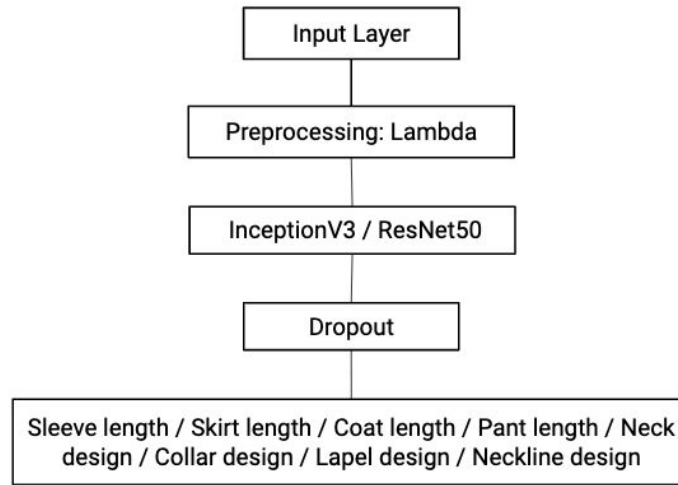 Input Layer
Preprocessing: Lambda
InceptionV3 / ResNet50
Dropout
Sleeve length / Skirt length / Coat length / Pant length / Neck
design / Collar design / Lapel design / Neckline design